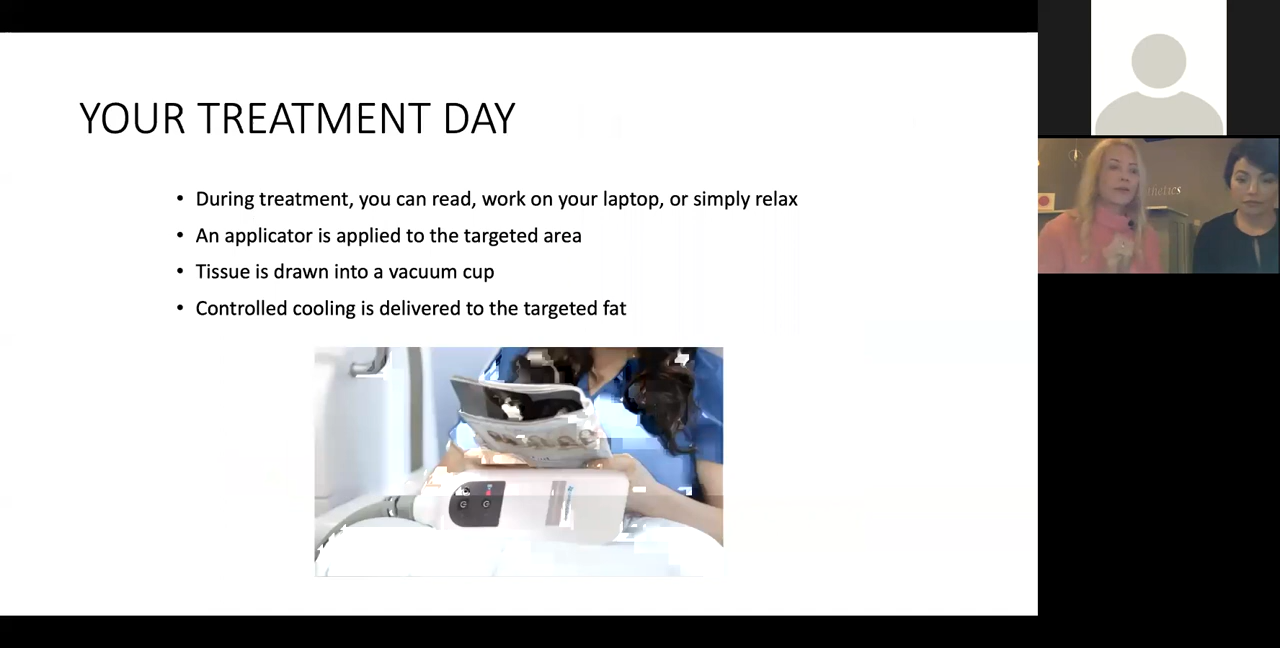 YOUR TREATMENT DAY
• During treatment, you can read, work on your laptop, or simply relax
• An applicator is applied to the targeted area
• Tissue is drawn into a vacuum cup
• Controlled cooling is delivered to the targeted fat